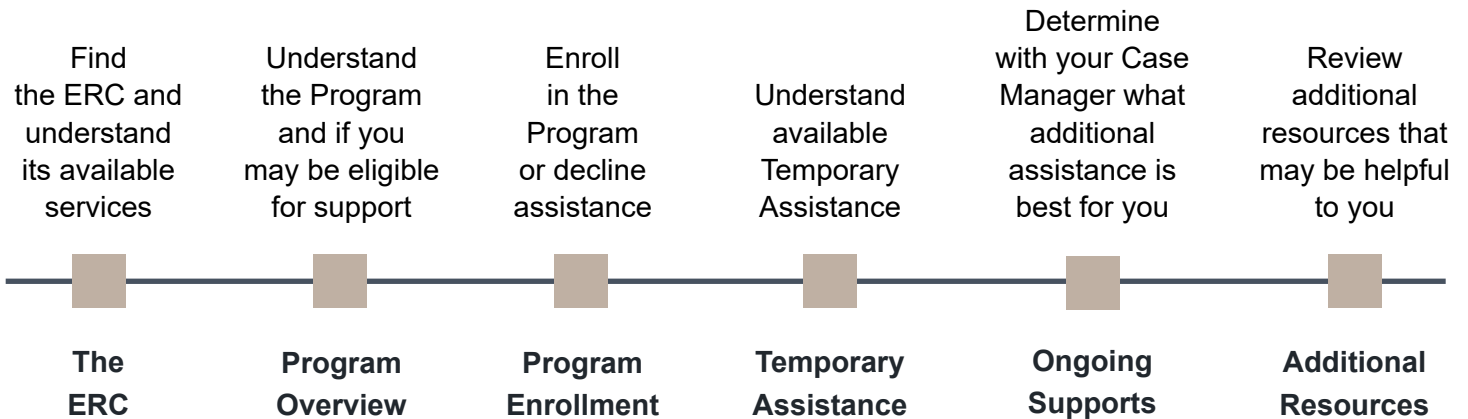 Find
the ERC and
understand
its available
services
Understand
the Program
and if you
may be eligible
for support
Enroll
in the
Program
or decline
assistance
Understand
available
Temporary
Assistance
Determine
with your Case
Manager what
additional
assistance is
best for you
Review
additional
resources that
may be helpful
to you
The
ERC
Program
Overview
Program
Enrollment
Temporary
Assistance
Ongoing
Supports
Additional
Resources